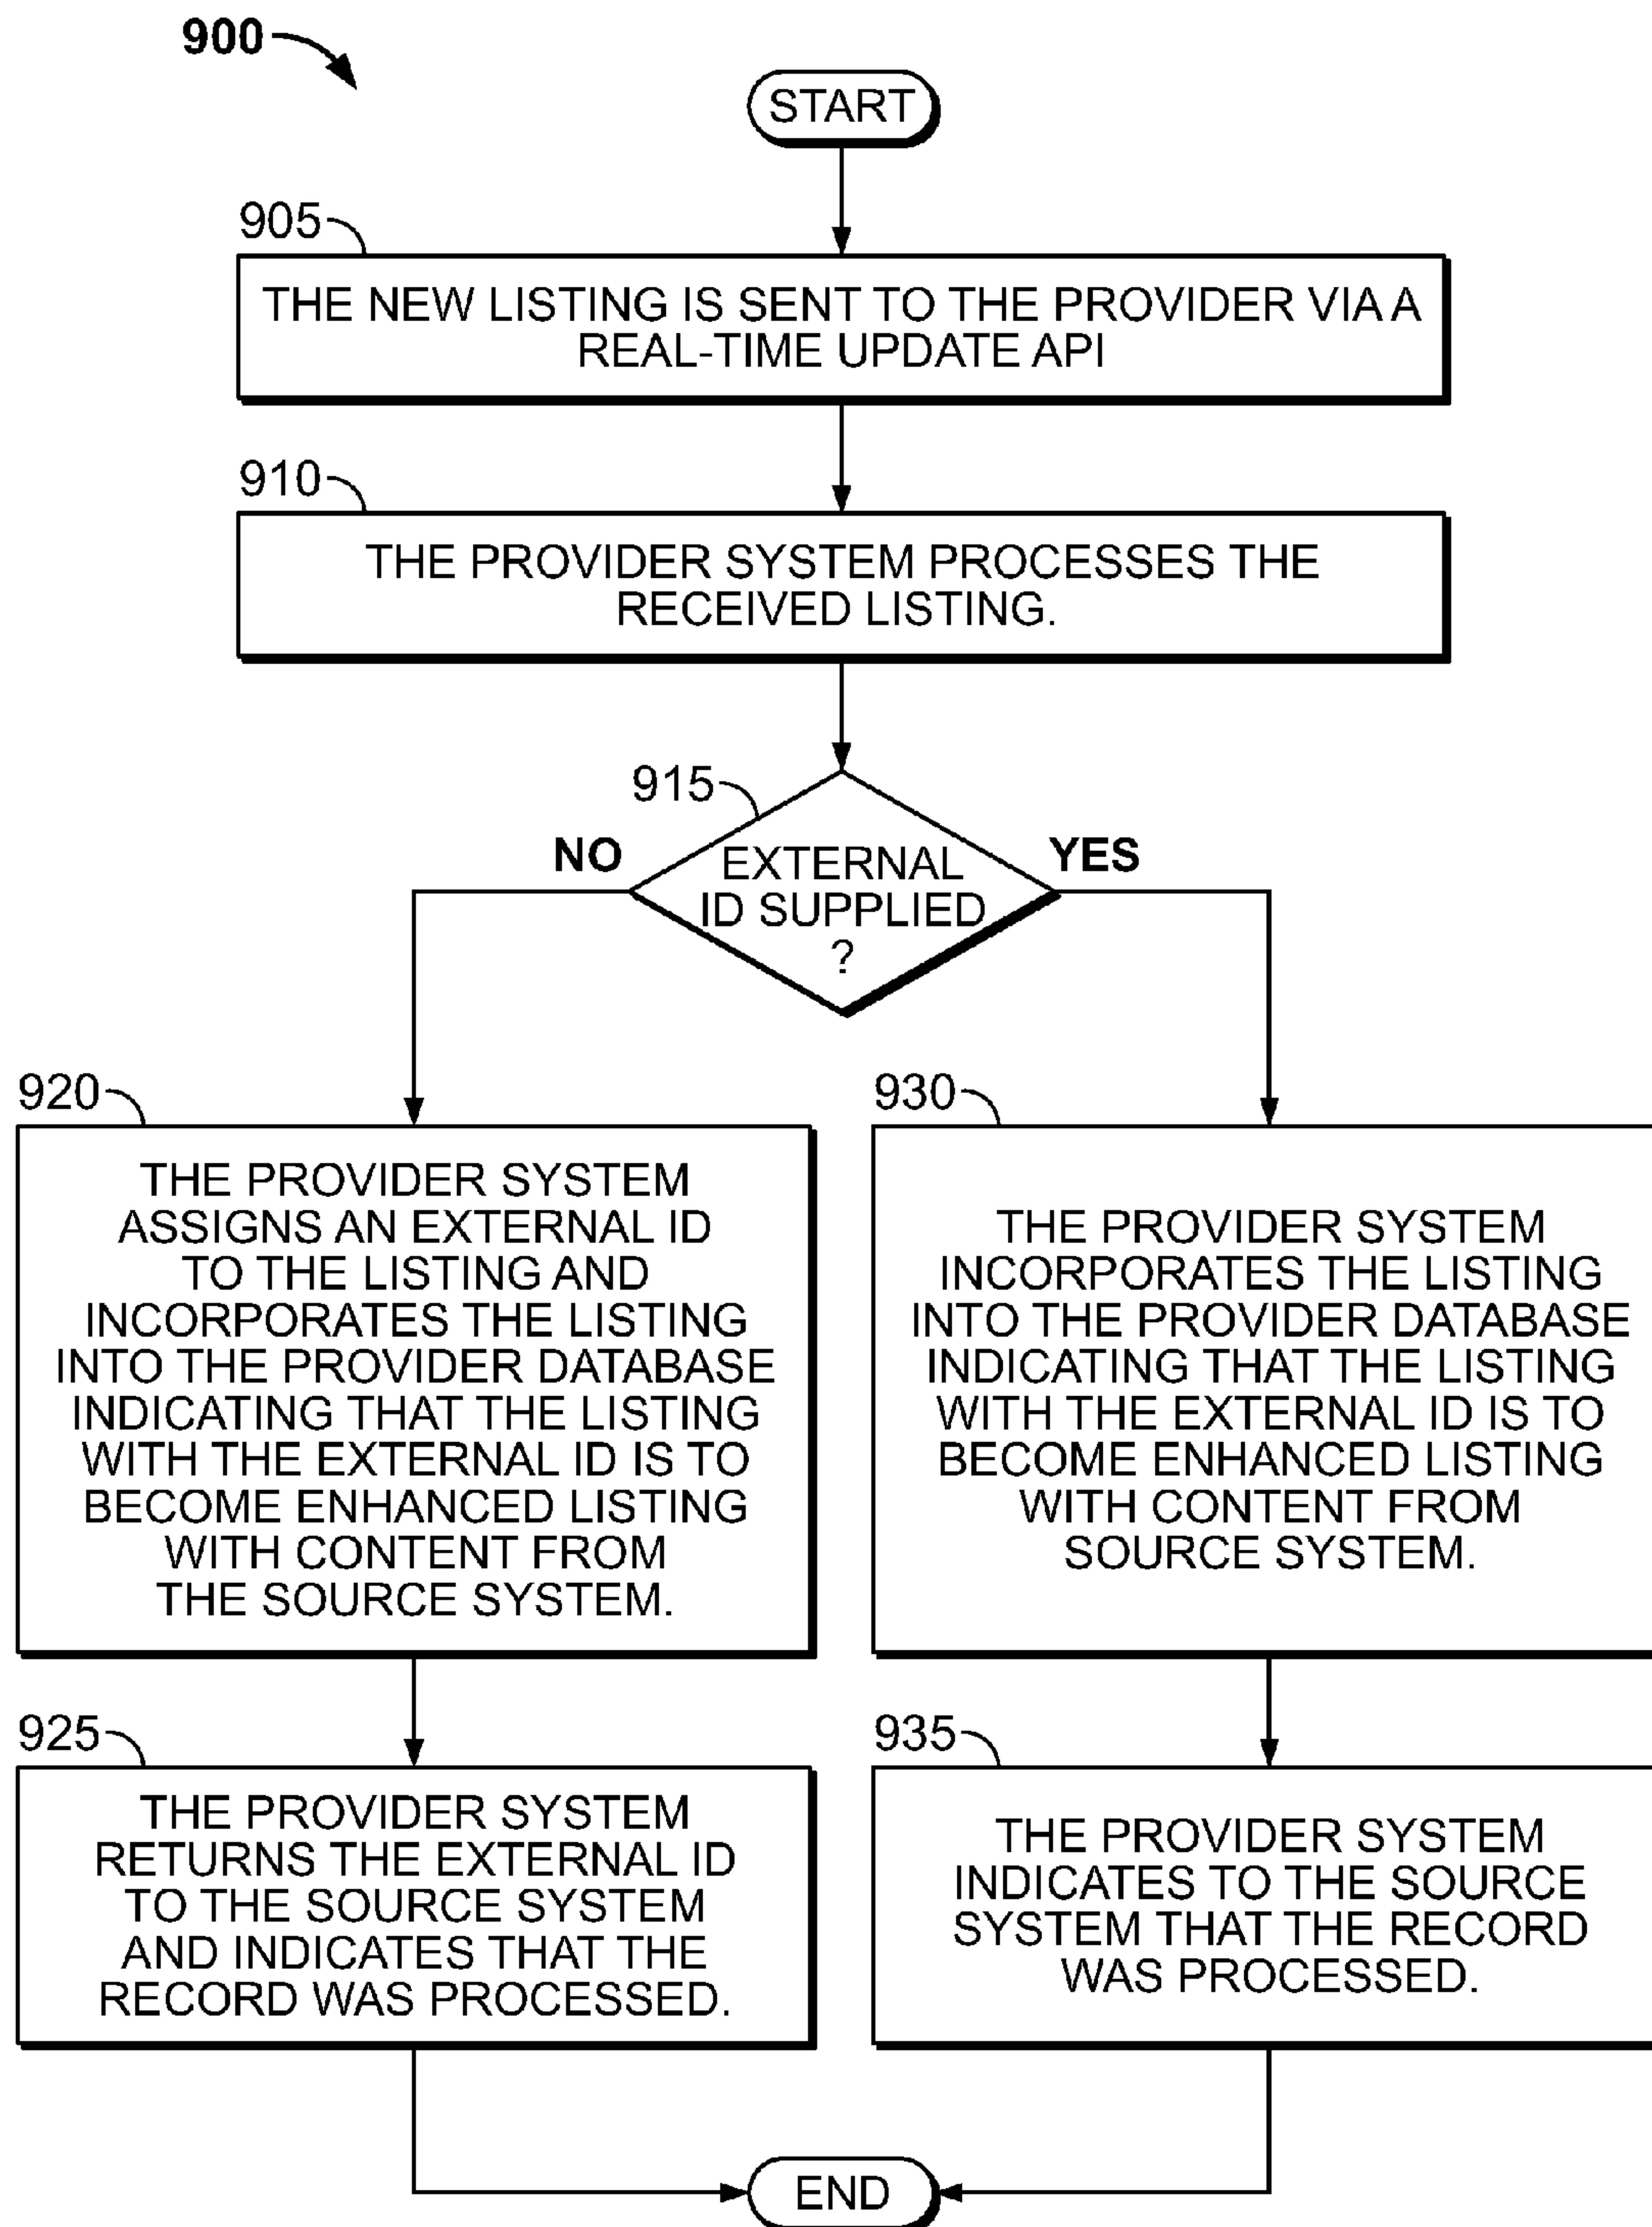 900
START
905
THE NEW LISTING IS SENT TO THE PROVIDER VIA A
REAL-TIME UPDATE API
910
THE PROVIDER SYSTEM PROCESSES THE
RECEIVED LISTING.
915
NO
YES
EXTERNAL
ID SUPPLIED
?
920
THE PROVIDER SYSTEM
ASSIGNS AN EXTERNAL ID
TO THE LISTING AND
INCORPORATES THE LISTING
INTO THE PROVIDER DATABASE
INDICATING THAT THE LISTING
WITH THE EXTERNAL ID IS TO
BECOME ENHANCED LISTING
WITH CONTENT FROM
THE SOURCE SYSTEM.
930
THE PROVIDER SYSTEM
INCORPORATES THE LISTING
INTO THE PROVIDER DATABASE
INDICATING THAT THE LISTING
WITH THE EXTERNAL ID IS TO
BECOME ENHANCED LISTING
WITH CONTENT FROM
SOURCE SYSTEM.
925
THE PROVIDER SYSTEM
RETURNS THE EXTERNAL ID
TO THE SOURCE SYSTEM
AND INDICATES THAT THE
RECORD WAS PROCESSED.
935
THE PROVIDER SYSTEM
INDICATES TO THE SOURCE
SYSTEM THAT THE RECORD
WAS PROCESSED.
END